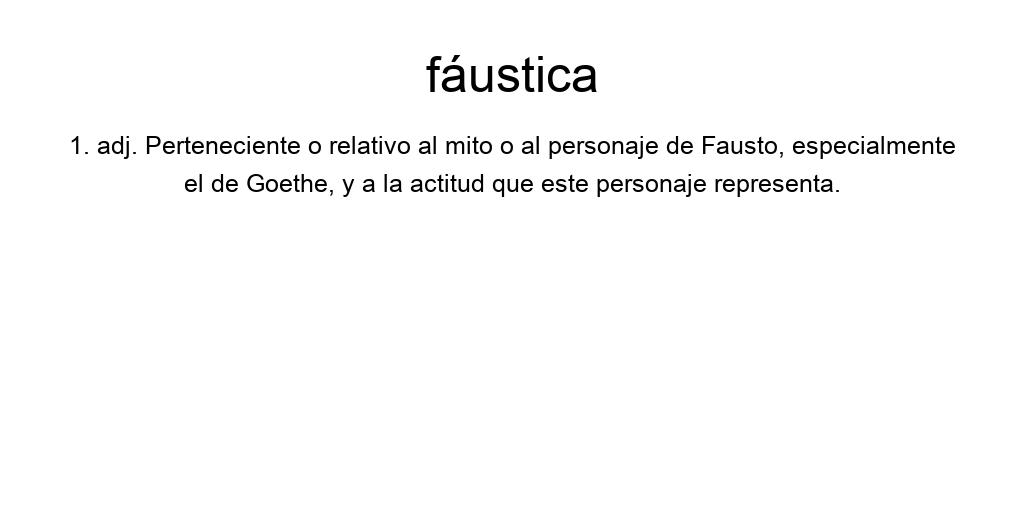 fáustica
1. adj. Perteneciente o relativo al mito o al personaje de Fausto, especialmente
el de Goethe, y a la actitud que este personaje representa.